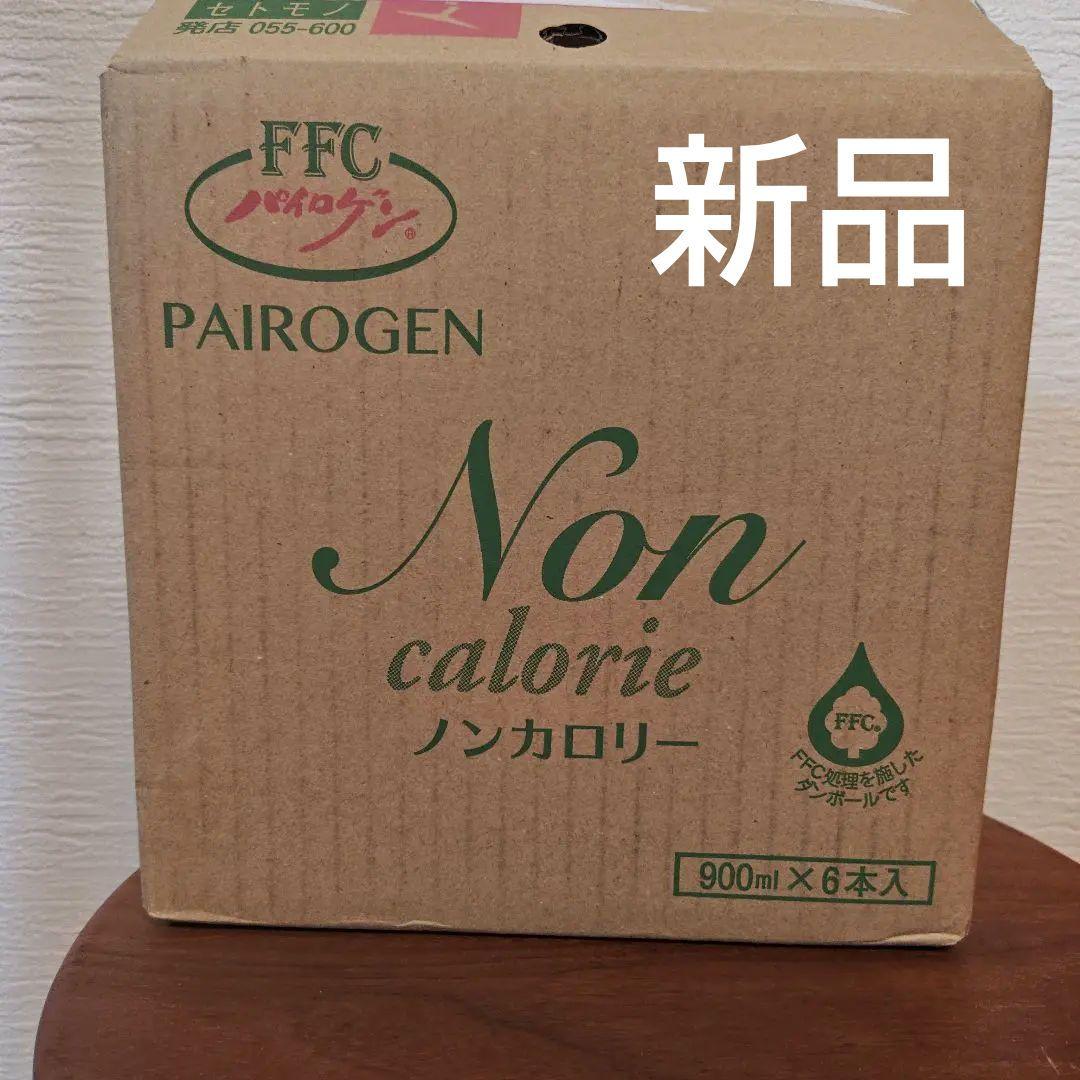 セトモノ
発店 055-600
FFC
パイロゲン®
PAIROGEN
新品
Non
calorie
ノンカロリー
FFC®
FFC処理を施した
ダンボールです
900ml×6本入